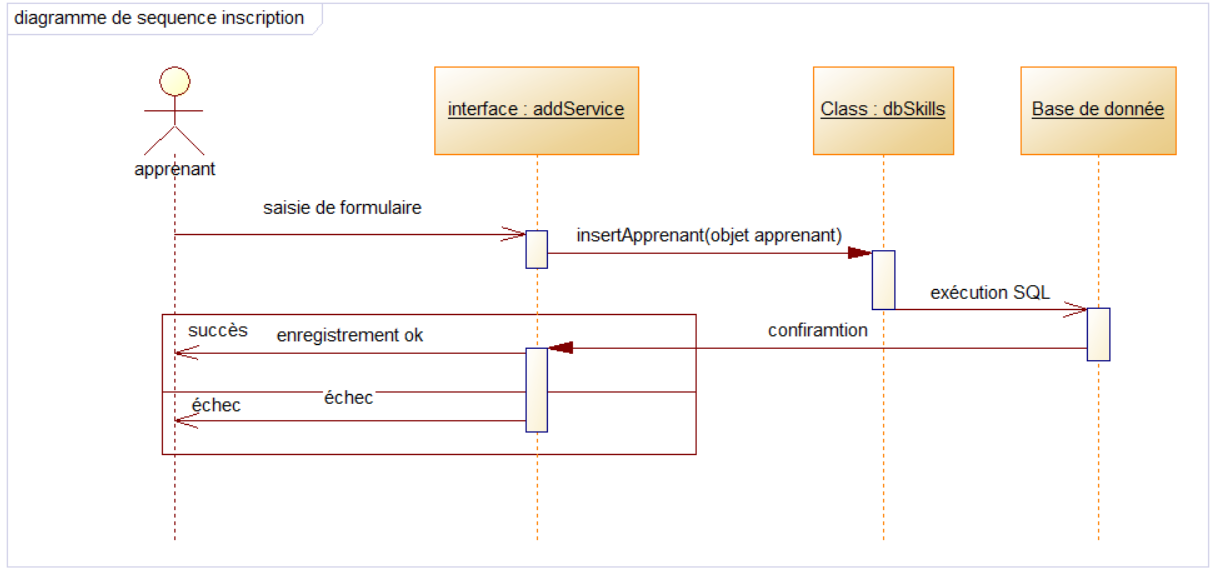 diagramme de sequence inscription
interface : addService
Class : dbSkills
Base de donnée
apprenant
saisie de formulaire
insertApprenant(objet apprenant)
exécution SQL
succès
enregistrement ok
confiramtion
échec
échec